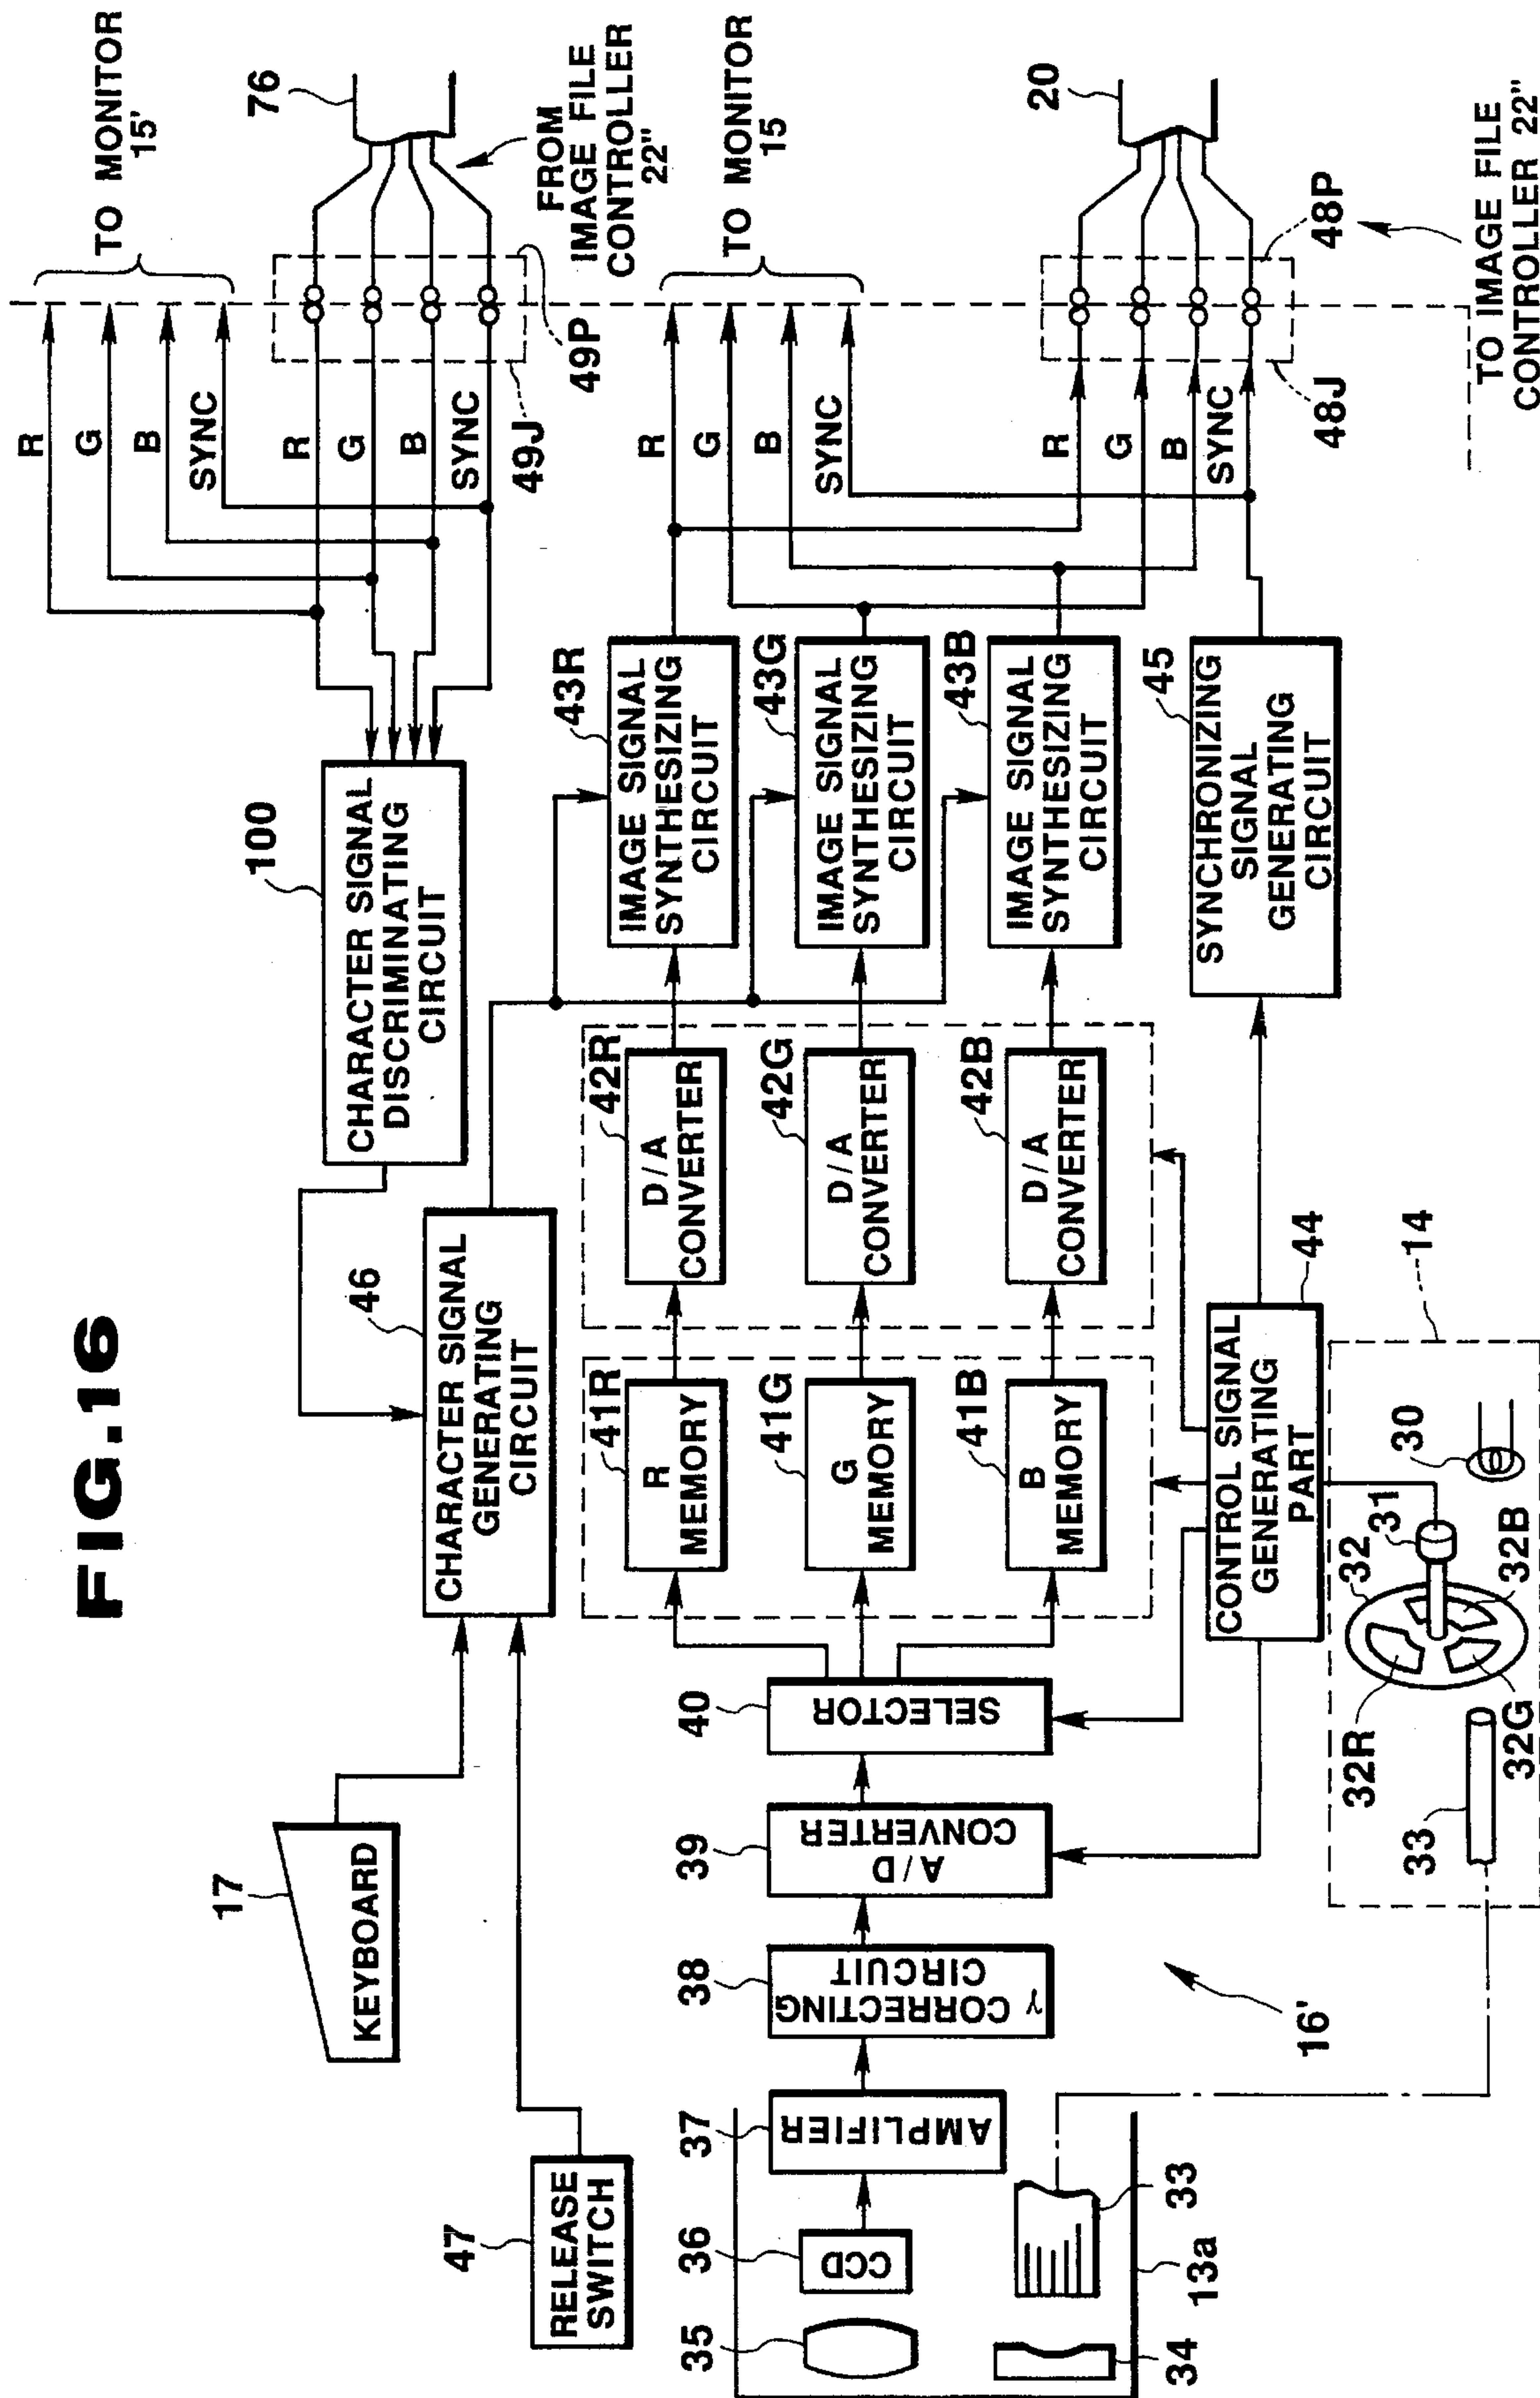 FIG.16
TO MONITOR
15'
76
R
G
B
SYNC
R
G
B
SYNC
49J
49P
FROM
IMAGE FILE
CONTROLLER
22"
100
CHARACTER SIGNAL
DISCRIMINATING
CIRCUIT
17
KEYBOARD
47
RELEASE
SWITCH
46
CHARACTER SIGNAL
GENERATING
CIRCUIT
TO MONITOR
15
R
G
B
SYNC
R
G
B
SYNC
20
48J
48P
TO IMAGE FILE
CONTROLLER 22"
43R
IMAGE SIGNAL
SYNTHESIZING
CIRCUIT
43G
IMAGE SIGNAL
SYNTHESIZING
CIRCUIT
43B
IMAGE SIGNAL
SYNTHESIZING
CIRCUIT
45
SYNCHRONIZING
SIGNAL
GENERATING
CIRCUIT
42R
D/A
CONVERTER
42G
D/A
CONVERTER
42B
D/A
CONVERTER
41R
R
MEMORY
41G
G
MEMORY
41B
B
MEMORY
40
SELECTOR
39
A/D
CONVERTER
38
γ
CORRECTING
CIRCUIT
37
AMPLIFIER
36
CCD
35
34
33
13a
16'
44
CONTROL SIGNAL
GENERATING
PART
14
30
31
32
32R
32G
32B
33